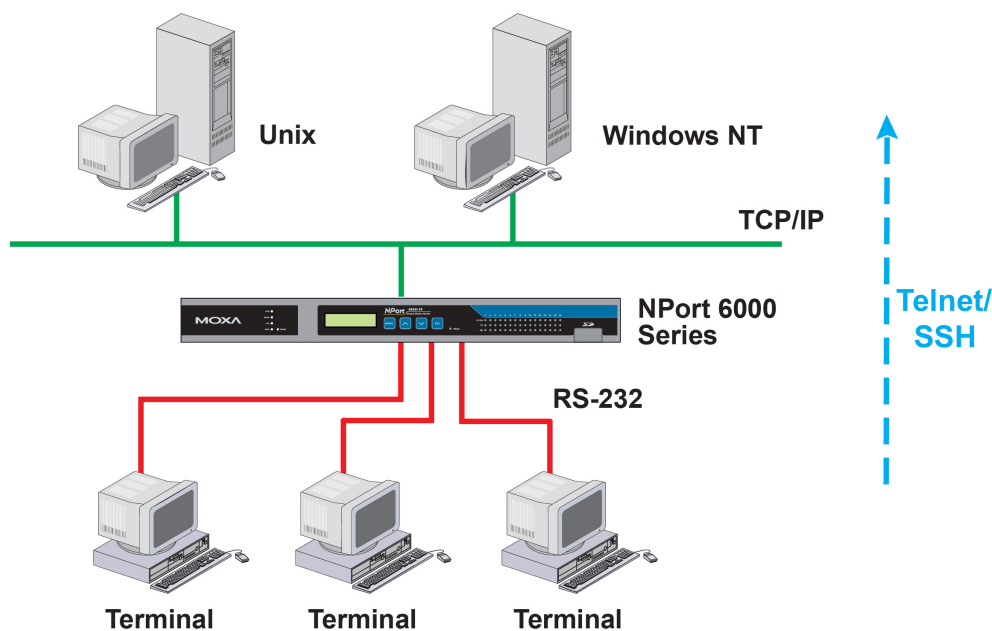 Unix
Windows NT
TCP/IP
MOXA
NPort
NPort 6000
Series
Telnet/
SSH
RS-232
Terminal
Terminal
Terminal